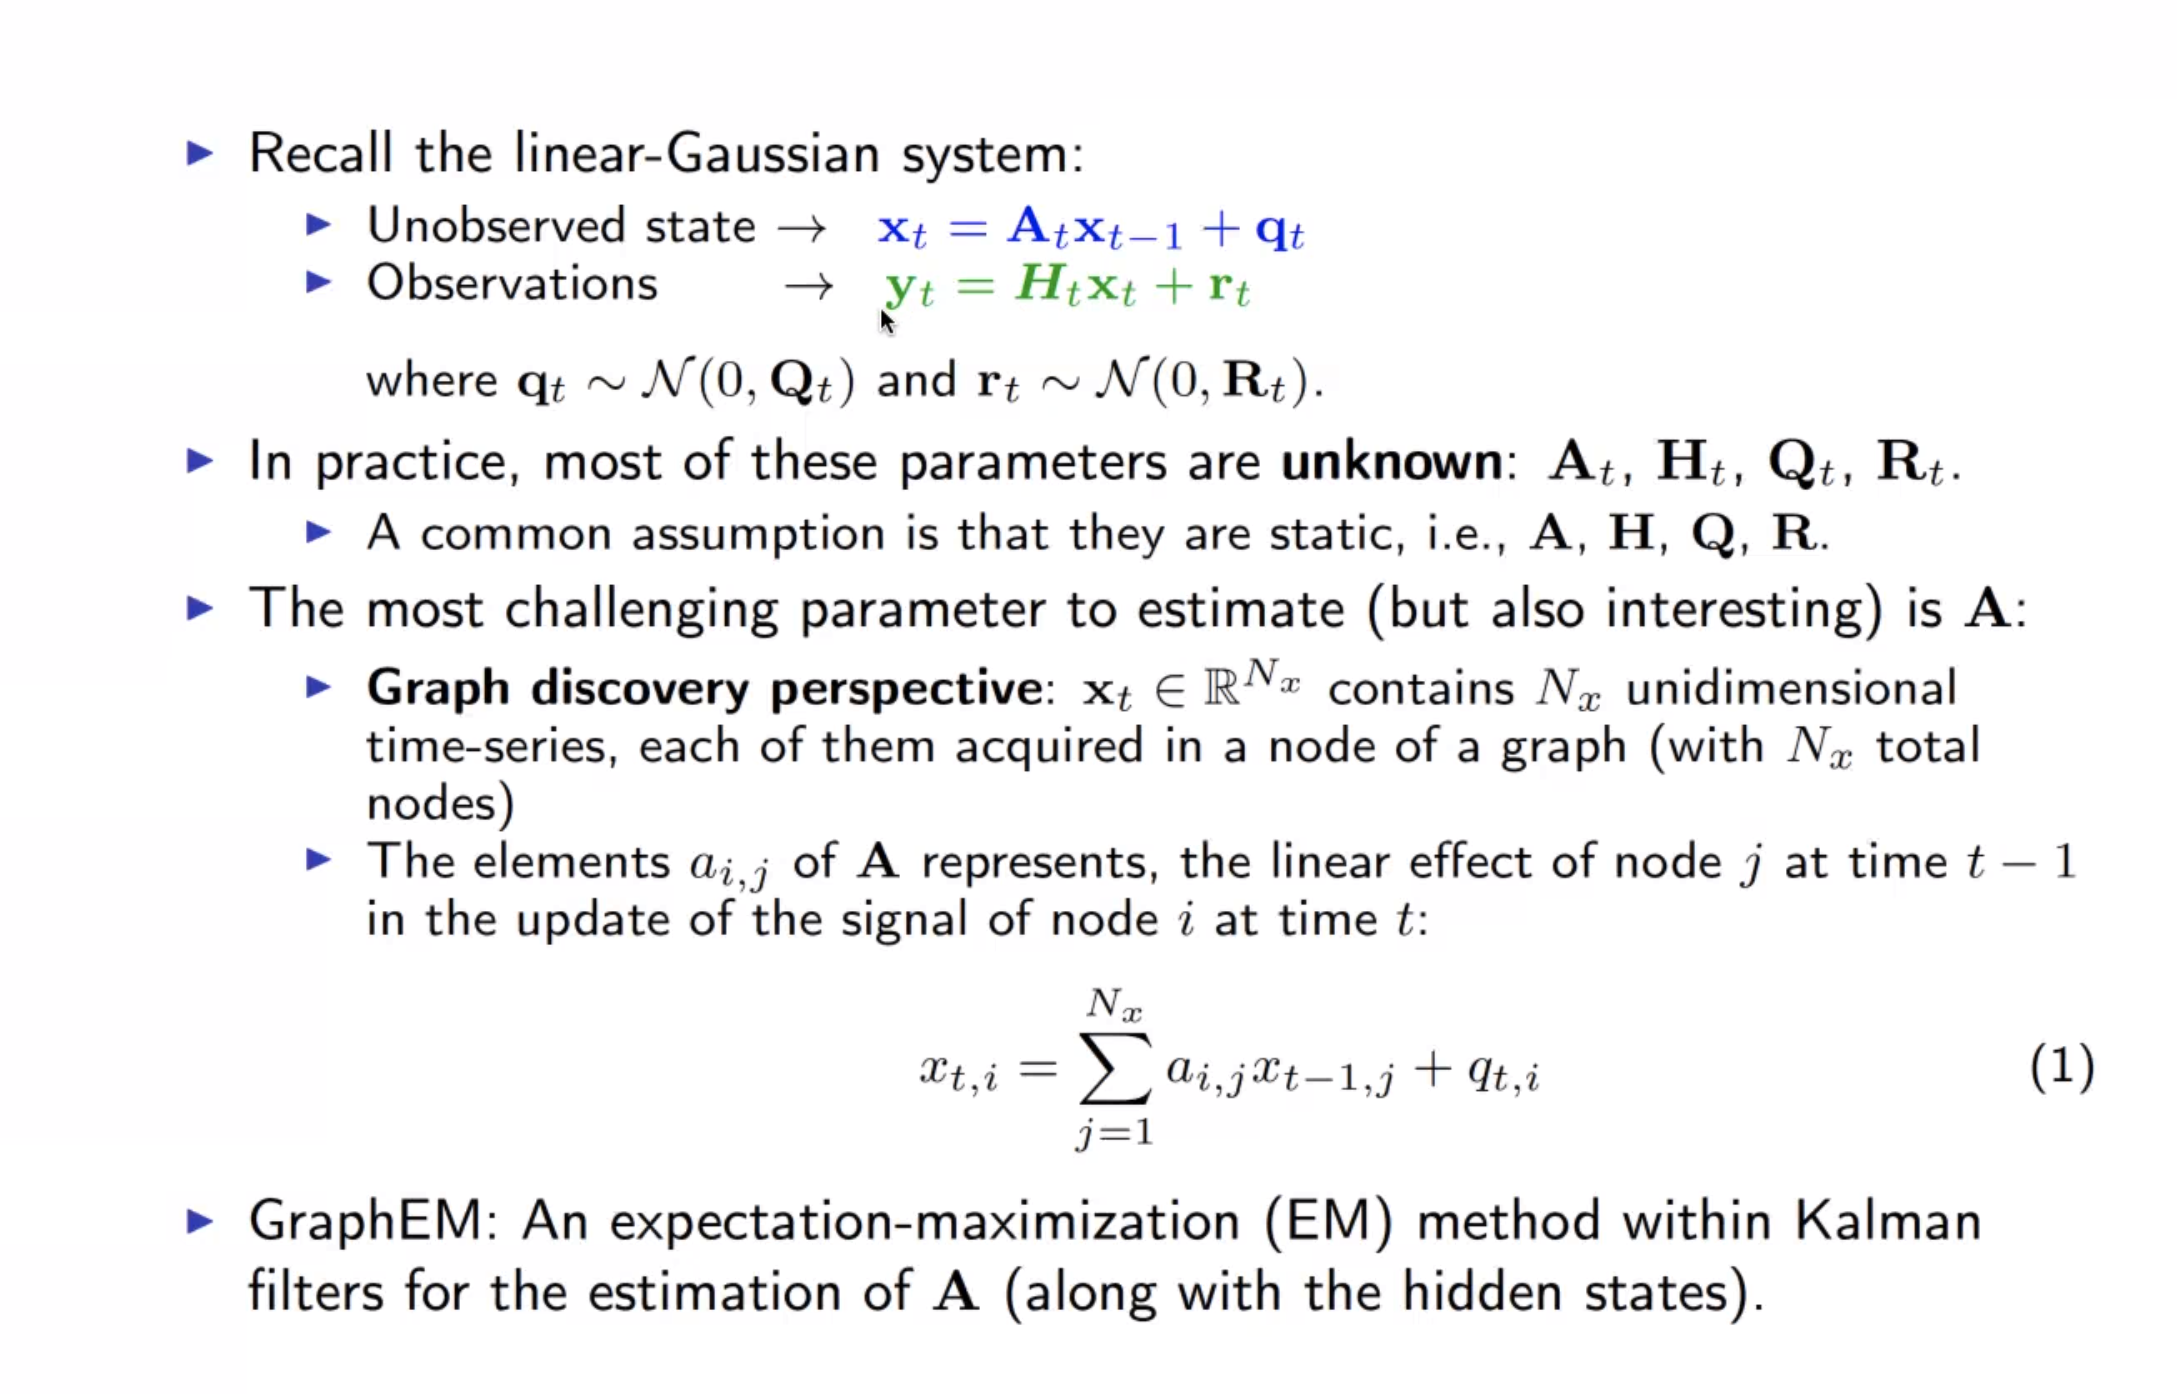 ▶ Recall the linear-Gaussian system:
▶ Unobserved state → $\mathbf{x}_t = \mathbf{A}_t\mathbf{x}_{t-1} + \mathbf{q}_t$
▶ Observations → $\mathbf{y}_t = \boldsymbol{H}_t\mathbf{x}_t + \mathbf{r}_t$
where $\mathbf{q}_t \sim \mathcal{N}(0, \mathbf{Q}_t)$ and $\mathbf{r}_t \sim \mathcal{N}(0, \mathbf{R}_t)$.
▶ In practice, most of these parameters are unknown: $\mathbf{A}_t$, $\mathbf{H}_t$, $\mathbf{Q}_t$, $\mathbf{R}_t$.
▶ A common assumption is that they are static, i.e., $\mathbf{A}$, $\mathbf{H}$, $\mathbf{Q}$, $\mathbf{R}$.
▶ The most challenging parameter to estimate (but also interesting) is $\mathbf{A}$:
▶ Graph discovery perspective: $\mathbf{x}_t \in \mathbb{R}^{N_x}$ contains $N_x$ unidimensional
time-series, each of them acquired in a node of a graph (with $N_x$ total
nodes)
▶ The elements $a_{i,j}$ of $\mathbf{A}$ represents, the linear effect of node $j$ at time $t-1$
in the update of the signal of node $i$ at time $t$:
$x_{t,i} = \sum_{j=1}^{N_x} a_{i,j}x_{t-1,j} + q_{t,i}$ (1)
▶ GraphEM: An expectation-maximization (EM) method within Kalman
filters for the estimation of $\mathbf{A}$ (along with the hidden states).